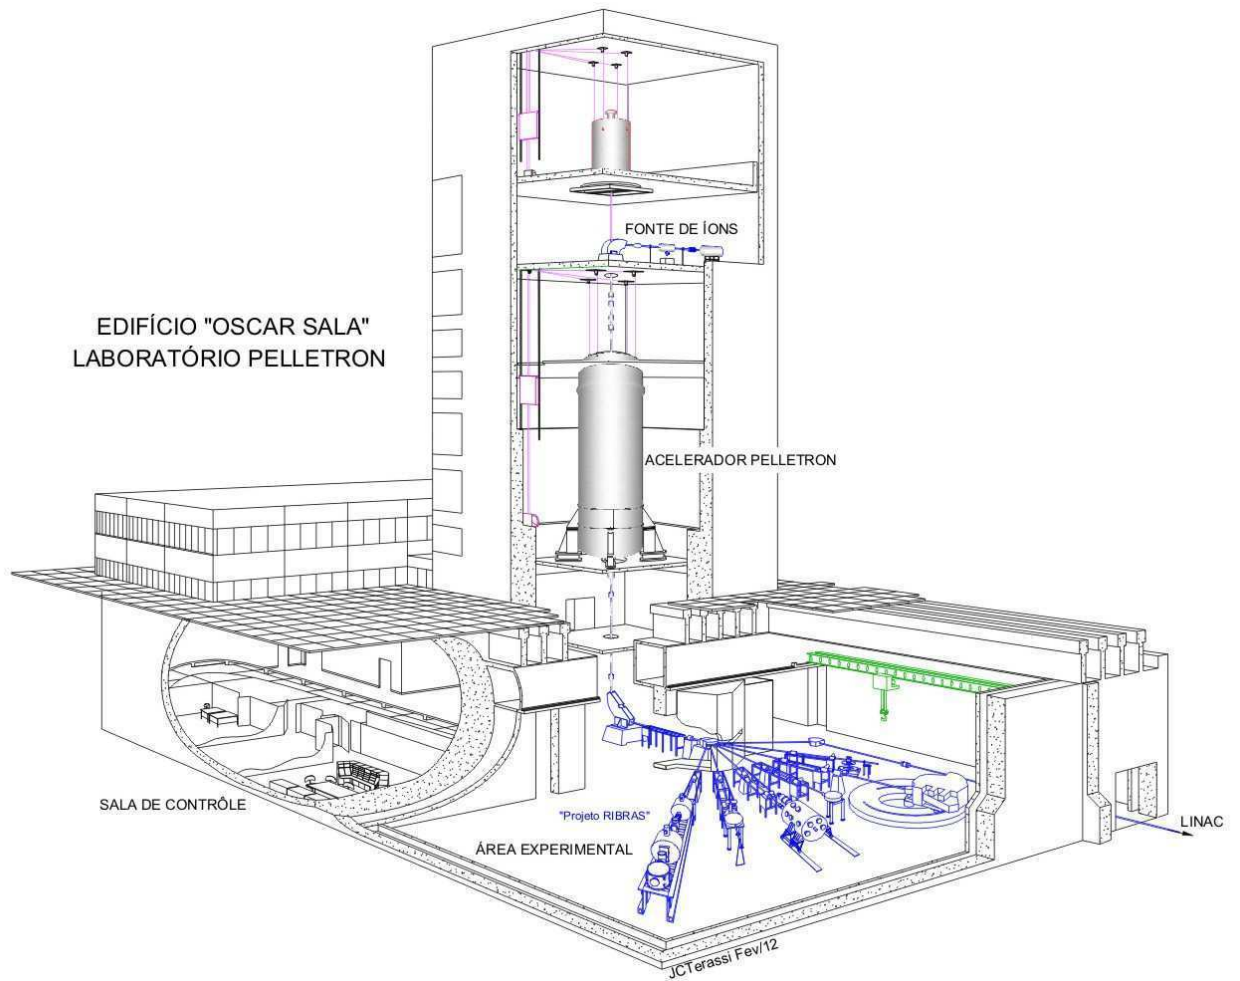 FONTE DE ÍONS
EDIFÍCIO "OSCAR SALA"
LABORATÓRIO PELLETRON
ACELERADOR PELLETRON
SALA DE CONTRÔLE
"Projeto RIBRAS"
ÁREA EXPERIMENTAL
LINAC
JCTerassi Fev/12